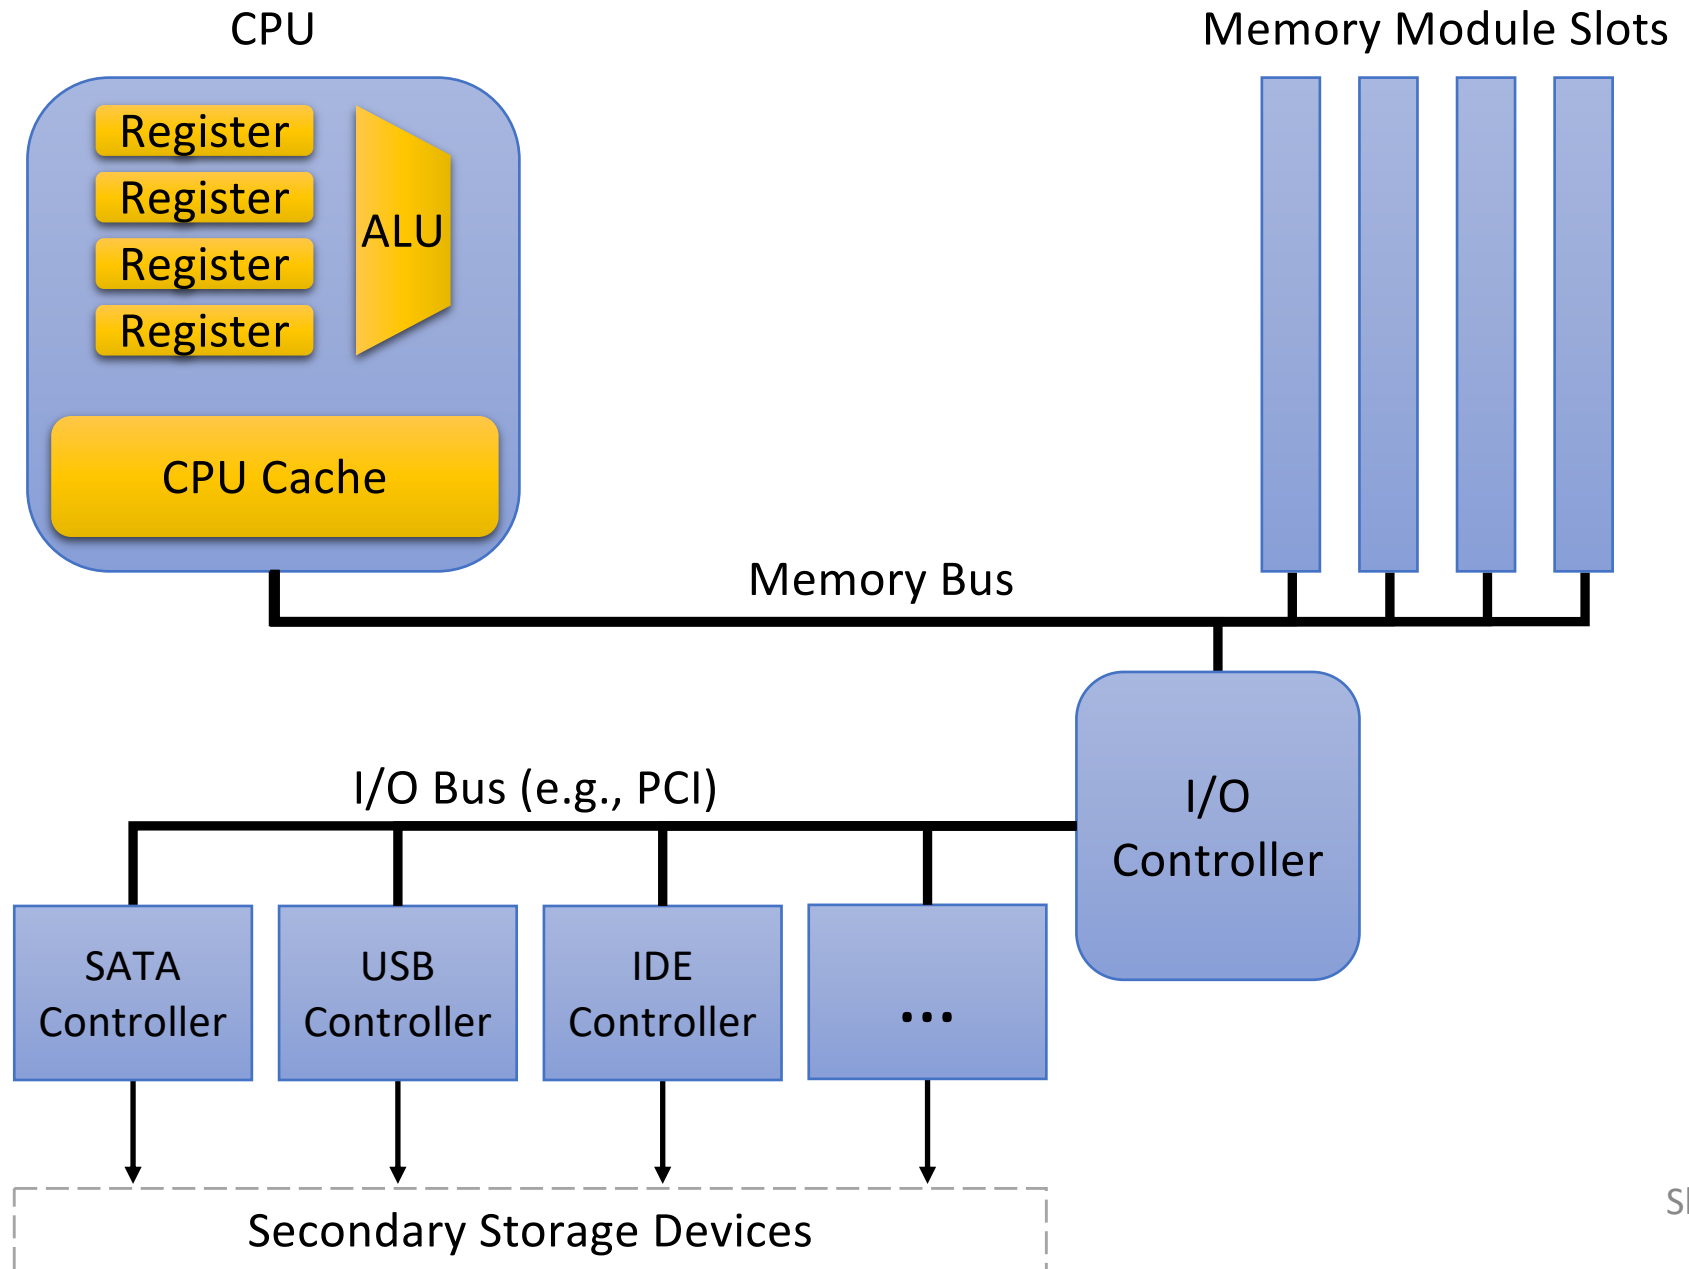 CPU
Memory Module Slots
Register
Register
Register
Register
ALU
CPU Cache
Memory Bus
I/O Bus (e.g., PCI)
I/O
Controller
SATA
Controller
USB
Controller
IDE
Controller
...
Secondary Storage Devices